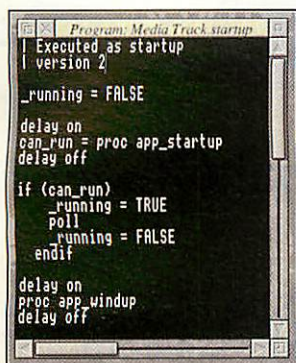 Program: Media Track.startup
| Executed as startup
| version 2
_running = FALSE
delay on
can_run = proc app_startup
delay off
if (can_run)
_running = TRUE
poll
_running = FALSE
endif
delay on
proc app_windup
delay off